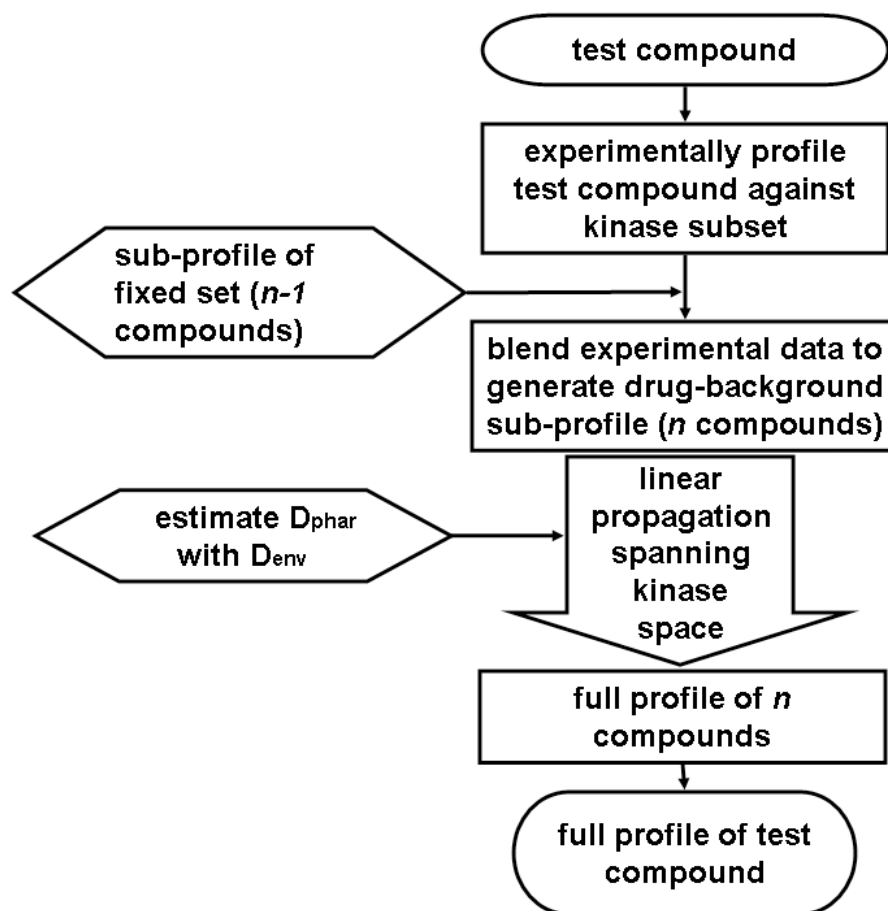 test compound
experimentally profile
test compound against
kinase subset
sub-profile of
fixed set (n-1
compounds)
blend experimental data to
generate drug-background
sub-profile (n compounds)
linear
propagation
spanning
kinase
space
estimate Dphar
with Denv
full profile of n
compounds
full profile of test
compound